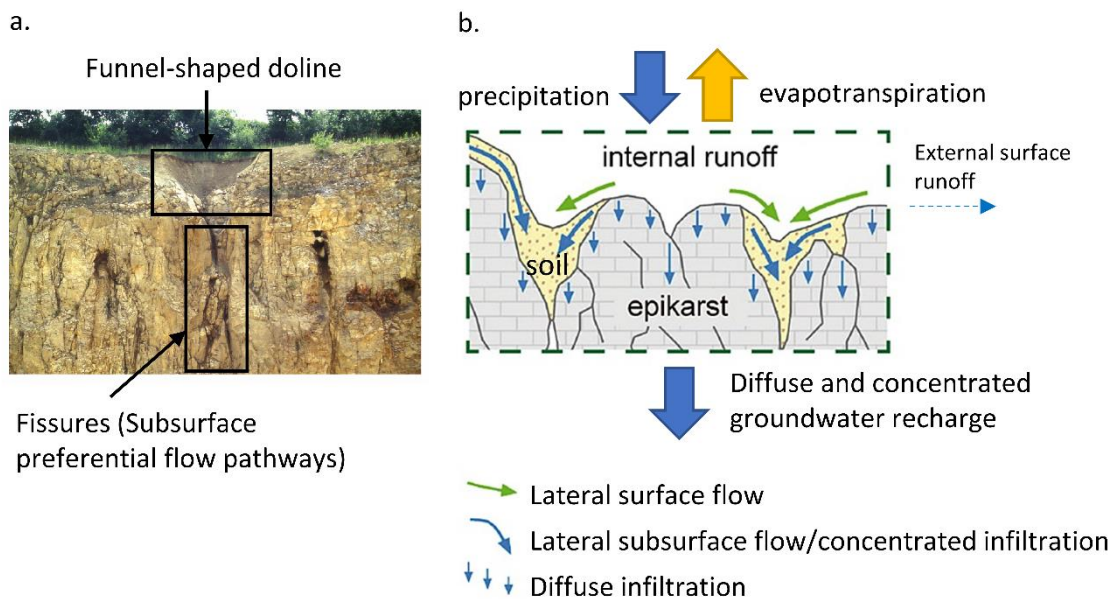 a.
Funnel-shaped doline
Fissures (Subsurface
preferential flow pathways)
b.
precipitation
evapotranspiration
internal runoff
External surface
runoff
soil
epikarst
Diffuse and concentrated
groundwater recharge
Lateral surface flow
Lateral subsurface flow/concentrated infiltration
Diffuse infiltration